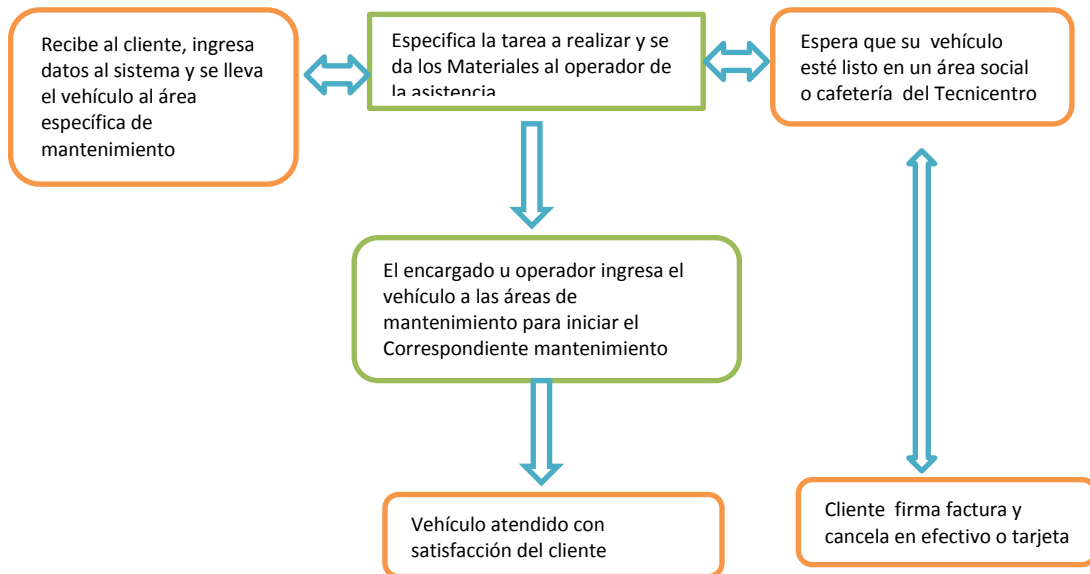 Recibe al cliente, ingresa
datos al sistema y se lleva
el vehículo al área
específica de
mantenimiento
Especifica la tarea a realizar y se
da los Materiales al operador de
la asistencia
Espera que su vehículo
esté listo en un área social
o cafetería del Tecnicentro
El encargado u operador ingresa el
vehículo a las áreas de
mantenimiento para iniciar el
Correspondiente mantenimiento
Vehículo atendido con
satisfacción del cliente
Cliente firma factura y
cancela en efectivo o tarjeta